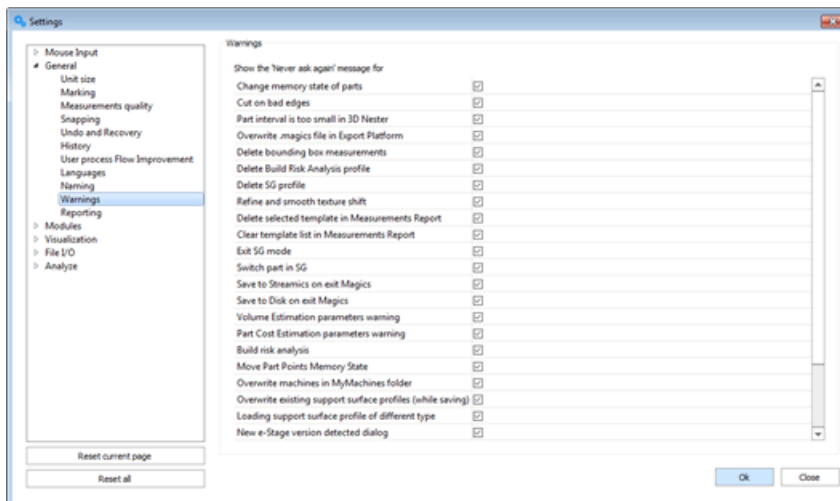 Settings
Mouse Input
General
Unit size
Marking
Measurements quality
Snapping
Undo and Recovery
History
User process Flow Improvement
Languages
Naming
Warnings
Reporting
Modules
Visualization
File I/O
Analyze
Reset current page
Reset all
Warnings
Show the 'Never ask again' message for
Change memory state of parts
Cut on bad edges
Part interval is too small in 3D Nester
Overwrite .magics file in Export Platform
Delete bounding box measurements
Delete Build Risk Analysis profile
Delete SG profile
Refine and smooth texture shift
Delete selected template in Measurements Report
Clear template list in Measurements Report
Exit SG mode
Switch part in SG
Save to Streamics on exit Magics
Save to Disk on exit Magics
Volume Estimation parameters warning
Part Cost Estimation parameters warning
Build risk analysis
Move Part Points Memory State
Overwrite machines in MyMachines folder
Overwrite existing support surface profiles (while saving)
Loading support surface profile of different type
New e-Stage version detected dialog
Ok
Close